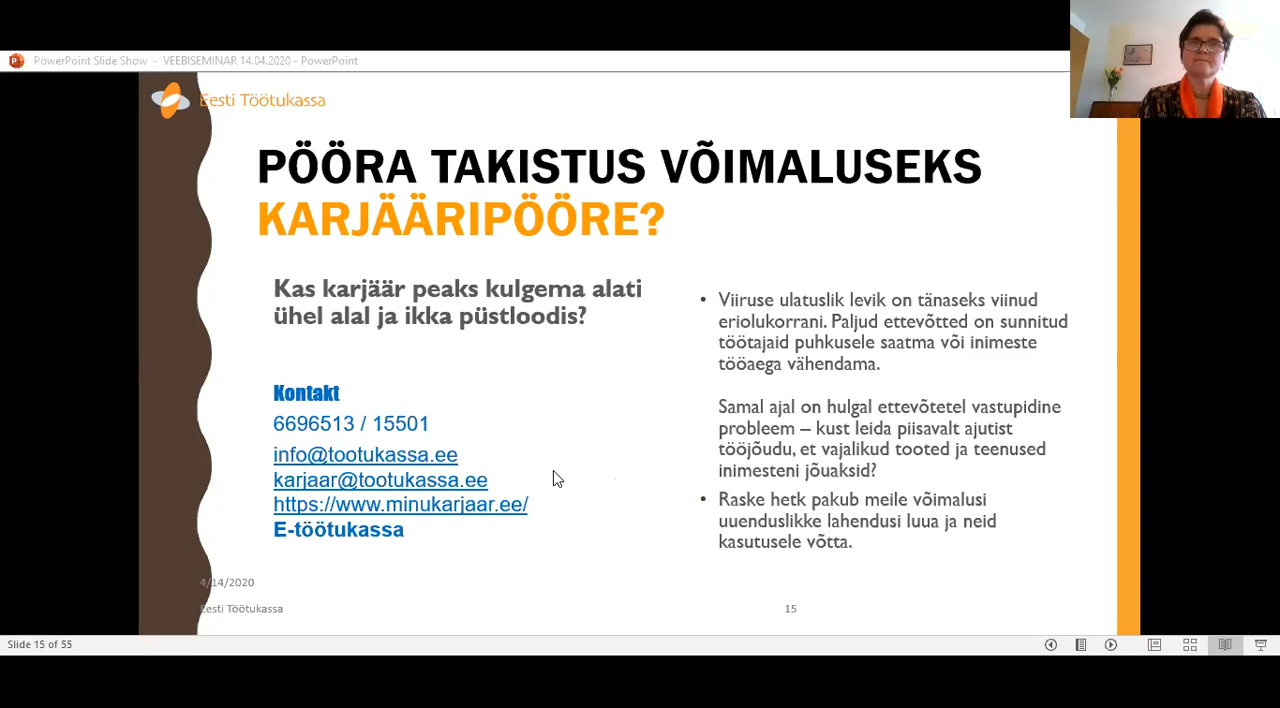 PowerPoint Slide Show - VEEBISEMINAR 14.04.2020 - PowerPoint
Eesti Töötukassa
PÖÖRA TAKISTUS VÕIMALUSEKS
KARJÄÄRIPÖÖRE?
Kas karjäär peaks kulgema alati
ühel alal ja ikka püstloodis?
Kontakt
6696513 / 15501
info@tootukassa.ee
karjaar@tootukassa.ee
https://www.minukarjaar.ee/
E-töötukassa
• Viiruse ulatuslik levik on tänaseks viinud
eriolukorrani. Paljud ettevõtted on sunnitud
töötajaid puhkusele saatma või inimeste
tööaega vähendama.
Samal ajal on hulgal ettevõtetel vastupidine
probleem – kust leida piisavalt ajutist
tööjõudu, et vajalikud tooted ja teenused
inimesteni jõuaksid?
• Raske hetk pakub meile võimalusi
uuenduslikke lahendusi luua ja neid
kasutusele võtta.
4/14/2020
Eesti Töötukassa
15
Slide 15 of 55